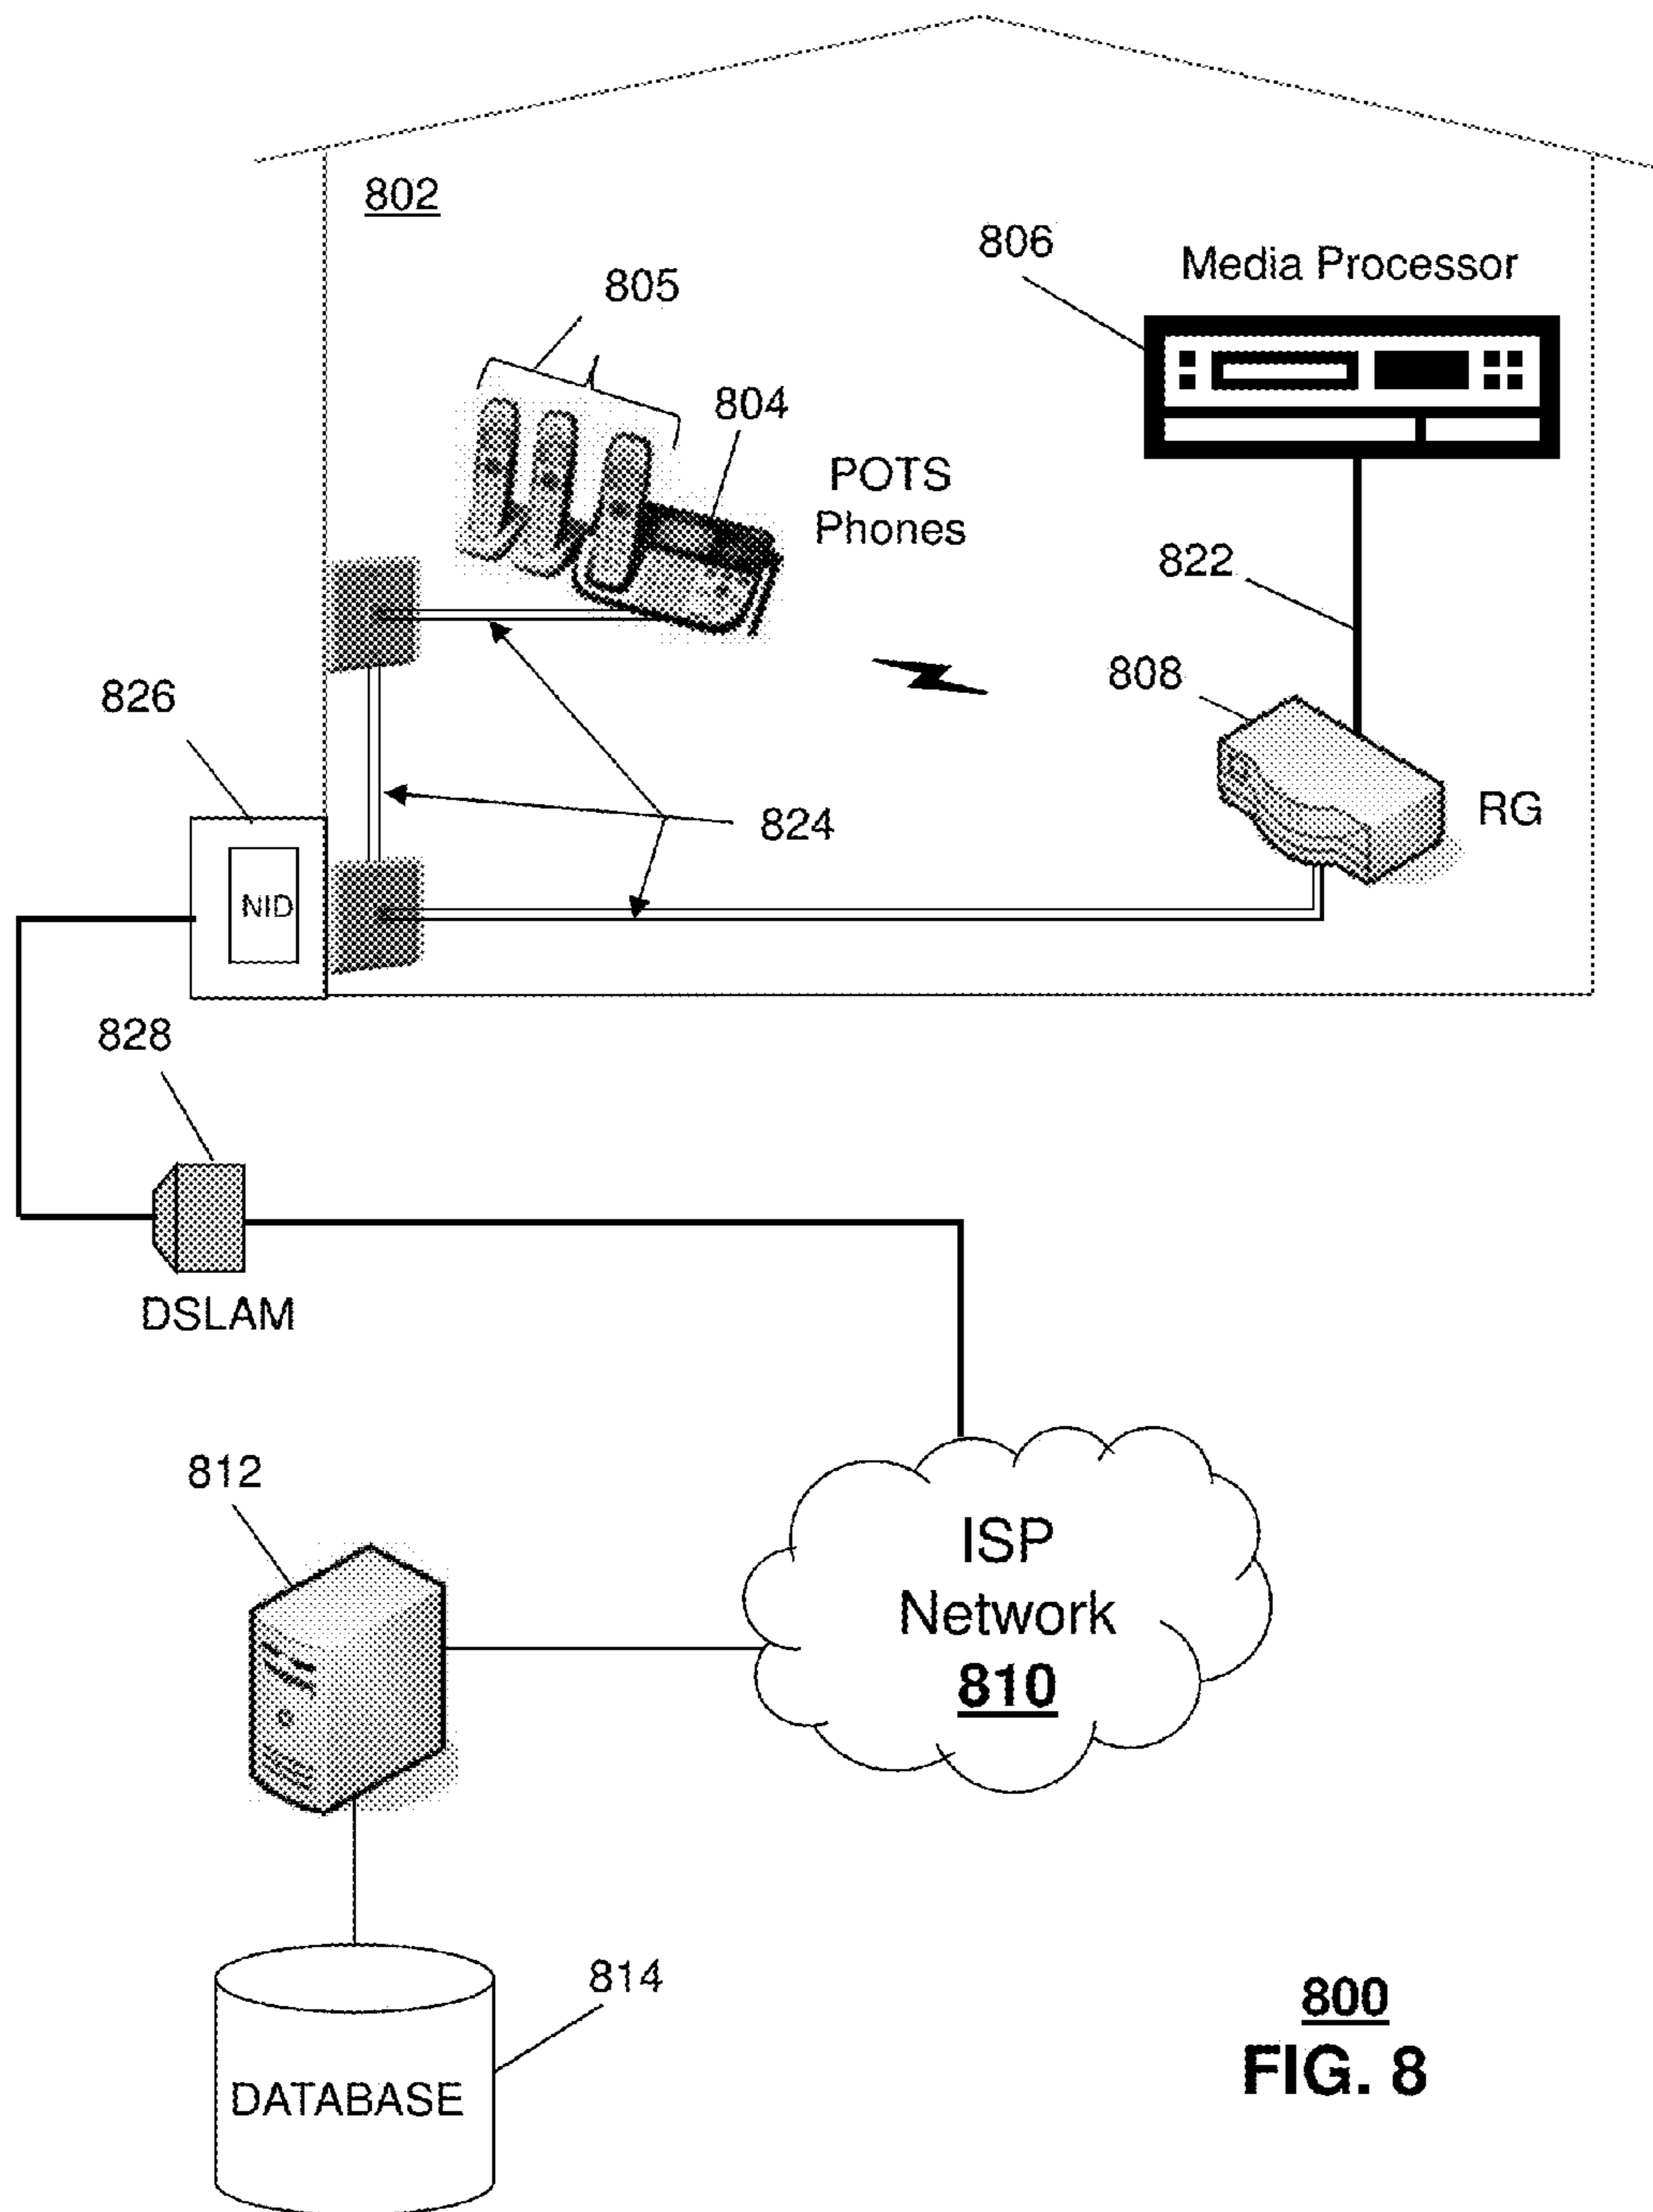 802
806
Media Processor
805
804
POTS
Phones
822
808
826
RG
824
NID
828
DSLAM
812
ISP
Network
810
814
800
DATABASE
FIG. 8